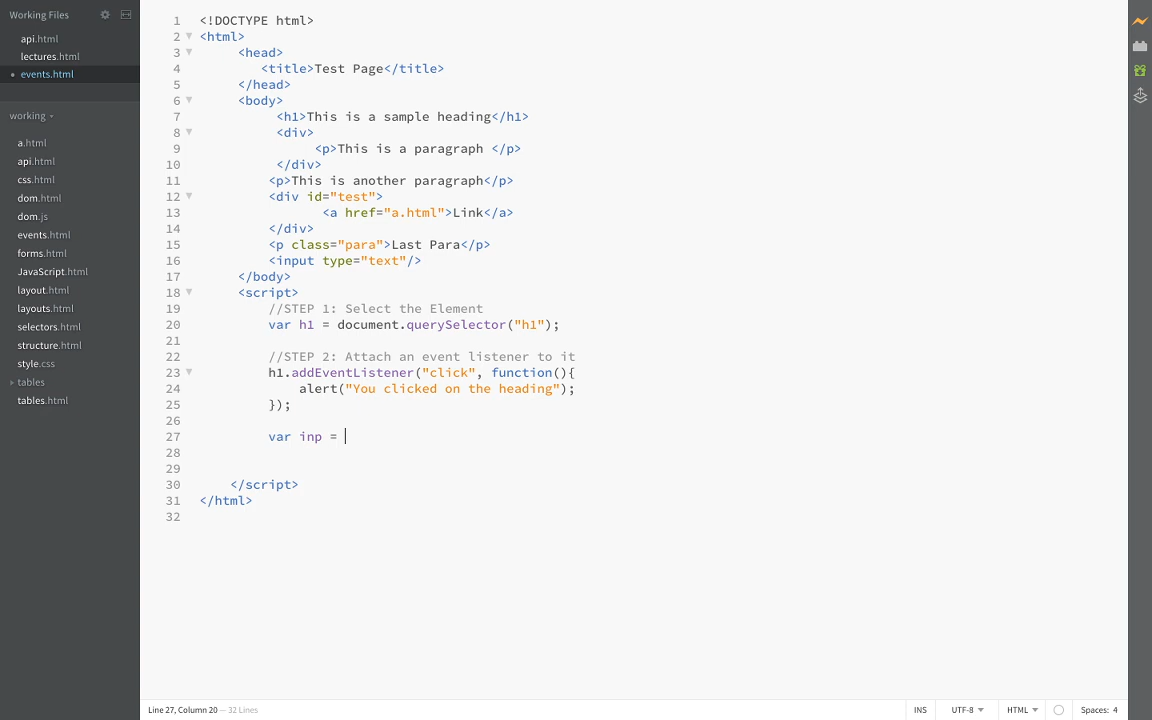 Working Files
api.html
lectures.html
events.html
working
a.html
api.html
css.html
dom.html
dom.js
events.html
forms.html
JavaScript.html
layout.html
layouts.html
selectors.html
structure.html
style.css
tables
tables.html
1 <!DOCTYPE html>
2 <html>
3 <head>
4 <title>Test Page</title>
5 </head>
6 <body>
7 <h1>This is a sample heading</h1>
8 <div>
9 <p>This is a paragraph </p>
10 </div>
11 <p>This is another paragraph</p>
12 <div id="test">
13 <a href="a.html">Link</a>
14 </div>
15 <p class="para">Last Para</p>
16 <input type="text"/>
17 </body>
18 <script>
19 //STEP 1: Select the Element
20 var h1 = document.querySelector("h1");
21
22 //STEP 2: Attach an event listener to it
23 h1.addEventListener("click", function(){
24 alert("You clicked on the heading");
25 });
26
27 var inp =
28
29
30 </script>
31 </html>
32
Line 27, Column 20 — 32 Lines
INS
UTF-8
HTML
Spaces: 4